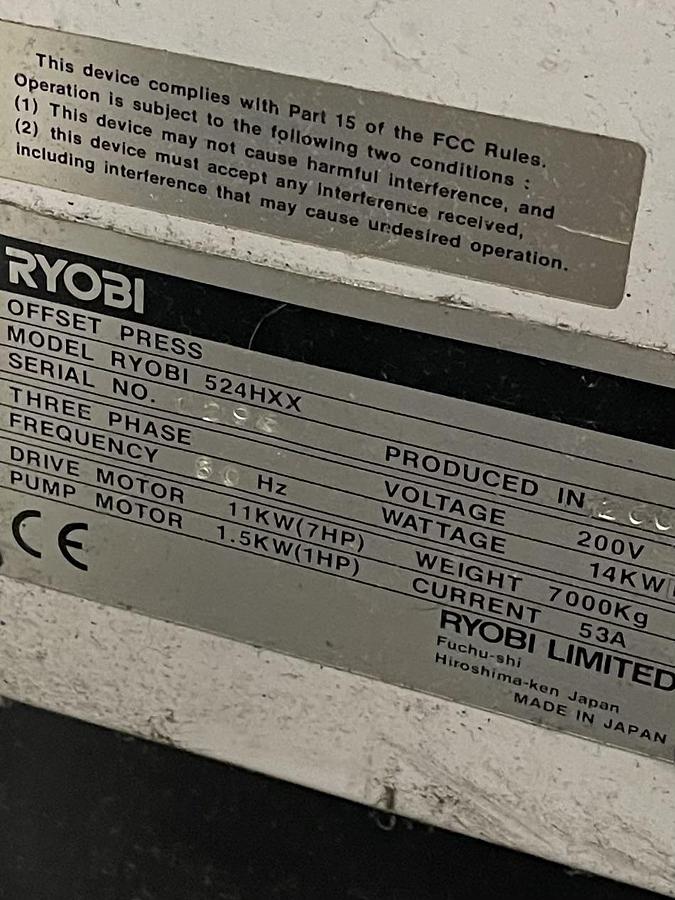 This device complies with Part 15 of the FCC Rules.
Operation is subject to the following two conditions :
(1) This device may not cause harmful interference, and
(2) this device must accept any interference received,
including interference that may cause undesired operation.
RYOBI
OFFSET PRESS
MODEL RYOBI 524HXX
SERIAL NO.
PRODUCED IN
THREE PHASE
VOLTAGE 200V
FREQUENCY 60 Hz
WATTAGE 14KW
DRIVE MOTOR 11KW(7HP)
WEIGHT 7000Kg
PUMP MOTOR 1.5KW(1HP)
CURRENT 53A
CE
RYOBI LIMITED
Fuchu-shi
Hiroshima-ken Japan
MADE IN JAPAN